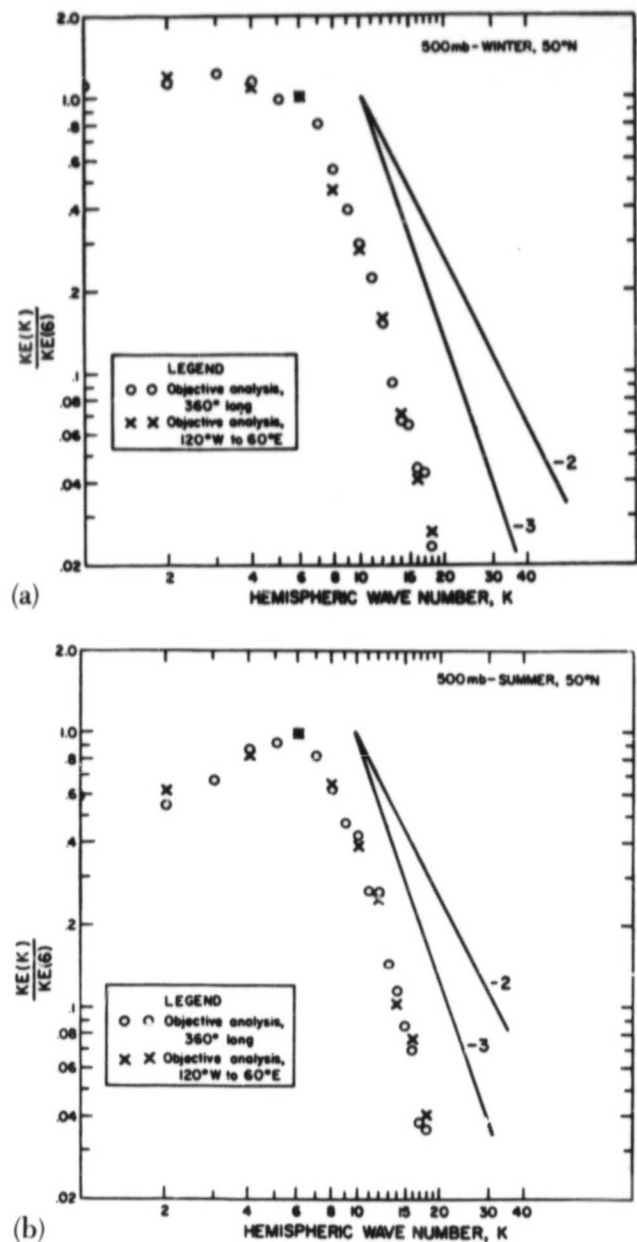 2.0
500mb-WINTER, 50°N
1.0
.8
.6
.4
.2
.1
.08
.06
.04
.02
KE(K)
KE(6)
LEGEND
O O Objective analysis,
360° long
X X Objective analysis,
120°W to 60°E
-2
-3
2 4 6 8 10 15 20 30 40
(a) HEMISPHERIC WAVE NUMBER, K
2.0
500mb-SUMMER, 50°N
1.0
.8
.6
.4
.2
.1
.08
.06
.04
.02
KE(K)
KE(6)
LEGEND
O O Objective analysis,
360° long
X X Objective analysis,
120°W to 60°E
-2
-3
2 4 6 8 10 15 20 30 40
(b) HEMISPHERIC WAVE NUMBER, K